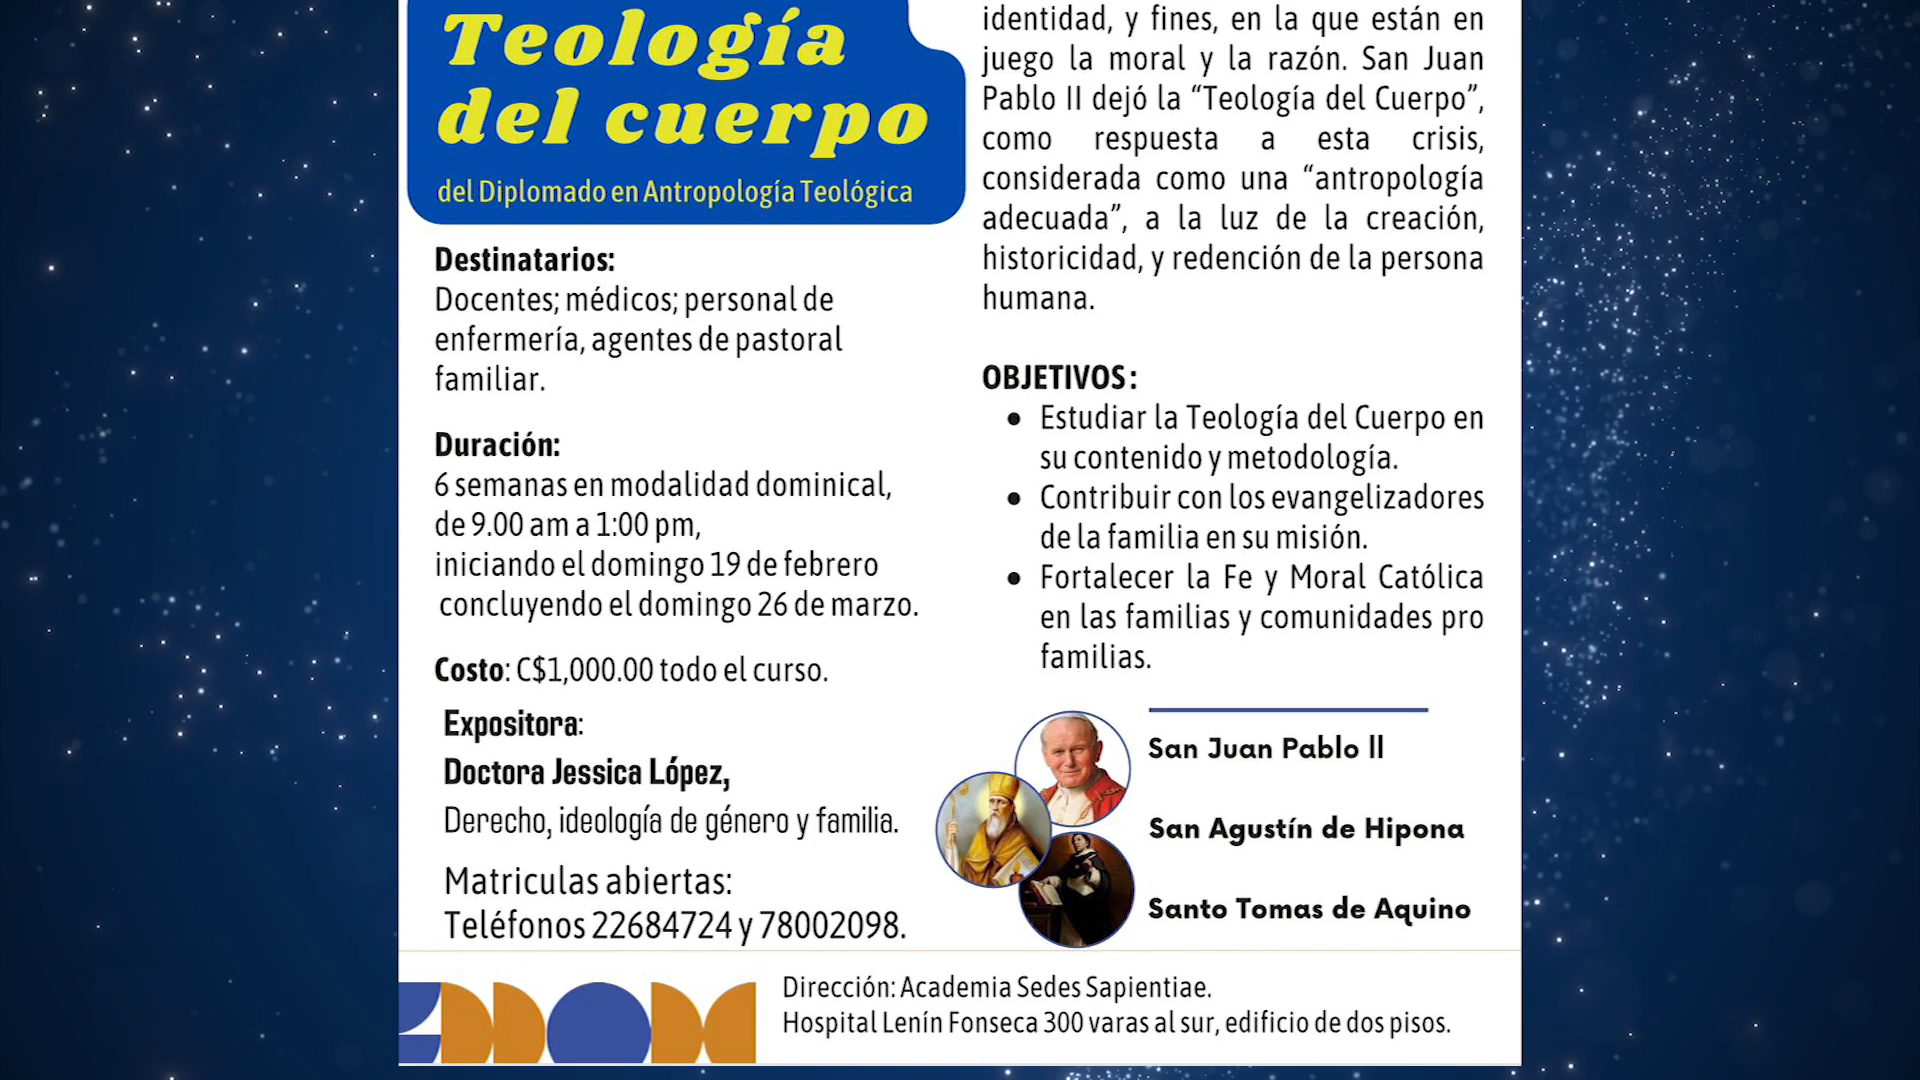 Teología
del cuerpo
del Diplomado en Antropología Teológica
Destinatarios:
Docentes; médicos; personal de
enfermería, agentes de pastoral
familiar.
Duración:
6 semanas en modalidad dominical,
de 9.00 am a 1:00 pm,
iniciando el domingo 19 de febrero
concluyendo el domingo 26 de marzo.
Costo: C$1,000.00 todo el curso.
Expositora:
Doctora Jessica López,
Derecho, ideología de género y familia.
Matriculas abiertas:
Teléfonos 22684724 y 78002098.
identidad, y fines, en la que están en
juego la moral y la razón. San Juan
Pablo II dejó la “Teología del Cuerpo”,
como respuesta a esta crisis,
considerada como una “antropología
adecuada”, a la luz de la creación,
historicidad, y redención de la persona
humana.
OBJETIVOS:
• Estudiar la Teología del Cuerpo en
su contenido y metodología.
• Contribuir con los evangelizadores
de la familia en su misión.
• Fortalecer la Fe y Moral Católica
en las familias y comunidades pro
familias.
San Juan Pablo ll
San Agustín de Hipona
Santo Tomas de Aquino
Dirección: Academia Sedes Sapientiae.
Hospital Lenín Fonseca 300 varas al sur, edificio de dos pisos.